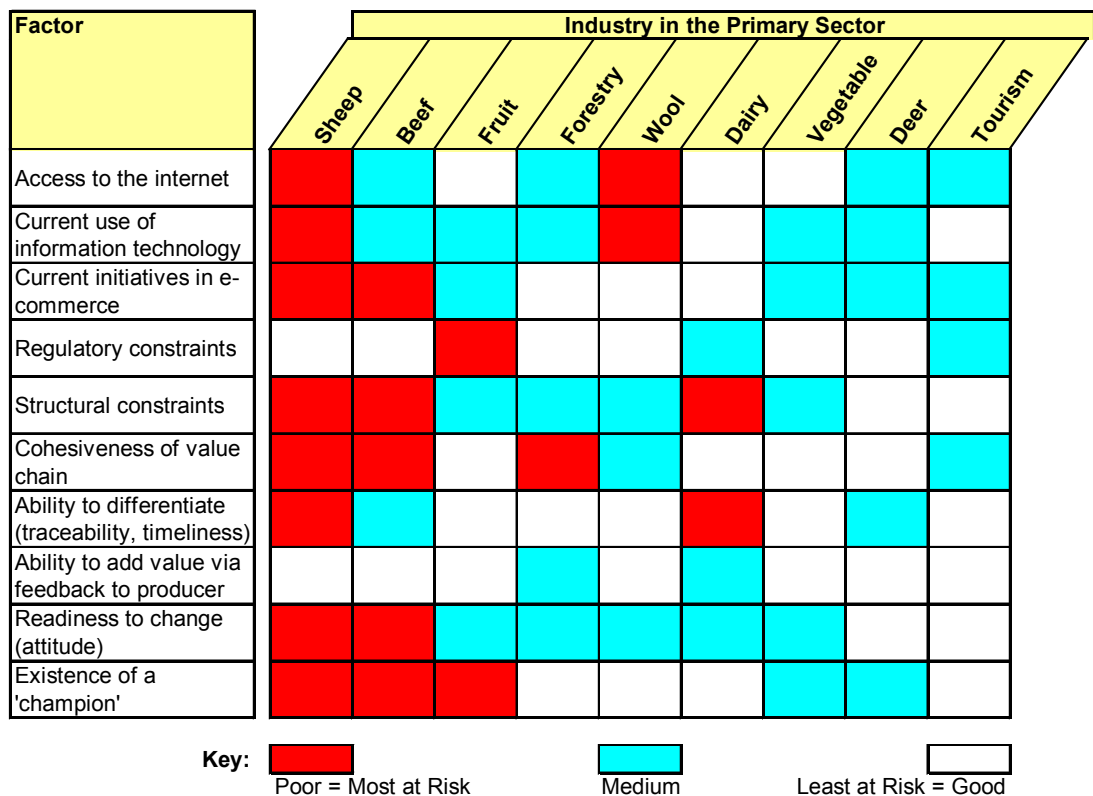 Factor
Industry in the Primary Sector
Sheep
Beef
Fruit
Forestry
Wool
Dairy
Vegetable
Deer
Tourism
Access to the internet
Current use of
information technology
Current initiatives in e-
commerce
Regulatory constraints
Structural constraints
Cohesiveness of value
chain
Ability to differentiate
(traceability, timeliness)
Ability to add value via
feedback to producer
Readiness to change
(attitude)
Existence of a
'champion'
Key:
Poor = Most at Risk
Medium
Least at Risk = Good